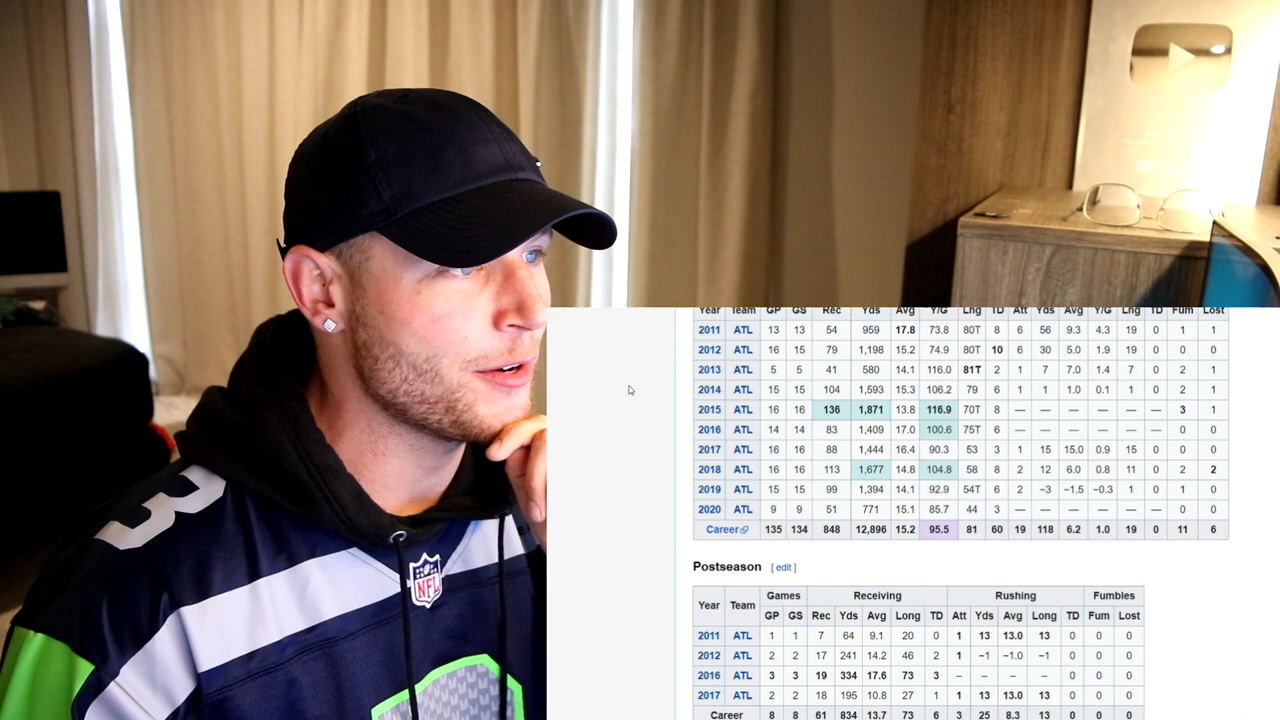 Year Team GP GS Rec Yds Avg Y/G Lng TD Att Yds Avg Y/G Lng TD Fum Lost
2011 ATL 13 13 54 959 17.8 73.8 80T 8 6 56 9.3 4.3 19 0 1 1
2012 ATL 16 15 79 1,198 15.2 74.9 80T 10 6 30 5.0 1.9 19 0 0 0
2013 ATL 5 5 41 580 14.1 116.0 81T 2 1 7 7.0 1.4 7 0 2 1
2014 ATL 15 15 104 1,593 15.3 106.2 79 6 1 1 1.0 0.1 1 0 2 1
2015 ATL 16 16 136 1,871 13.8 116.9 70T 8 — — — — — — 3 1
2016 ATL 14 14 83 1,409 17.0 100.6 75T 6 — — — — — — 0 0
2017 ATL 16 16 88 1,444 16.4 90.3 53 3 1 15 15.0 0.9 15 0 0 0
2018 ATL 16 16 113 1,677 14.8 104.8 58 8 2 12 6.0 0.8 11 0 2 2
2019 ATL 15 15 99 1,394 14.1 92.9 54T 6 2 −3 −1.5 −0.3 1 0 1 0
2020 ATL 9 9 51 771 15.1 85.7 44 3 — — — — — — 0 0
Career 135 134 848 12,896 15.2 95.5 81 60 19 118 6.2 1.0 19 0 11 6
Postseason [ edit ]
Year Team Games Receiving Rushing Fumbles
GP GS Rec Yds Avg Long TD Att Yds Avg Long TD Fum Lost
2011 ATL 1 1 7 64 9.1 20 0 1 13 13.0 13 0 0 0
2012 ATL 2 2 17 241 14.2 46 2 1 −1 −1.0 −1 0 0 0
2016 ATL 3 3 19 334 17.6 73 3 – – – – 0 0 0
2017 ATL 2 2 18 195 10.8 27 1 1 13 13.0 13 0 0 0
Career 8 8 61 834 13.7 73 6 3 25 8.3 13 0 0 0
3
NFL